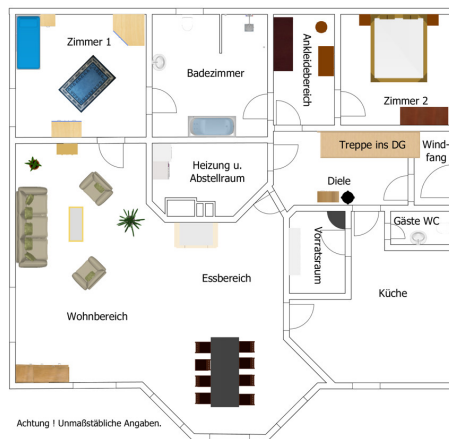 Zimmer 1
Badezimmer
Ankleidebereich
Zimmer 2
Treppe ins DG
Wind-
fang
Heizung u.
Abstellraum
Diele
Gäste WC
Vorratsraum
Essbereich
Küche
Wohnbereich
Achtung ! Unmaßstäbliche Angaben.